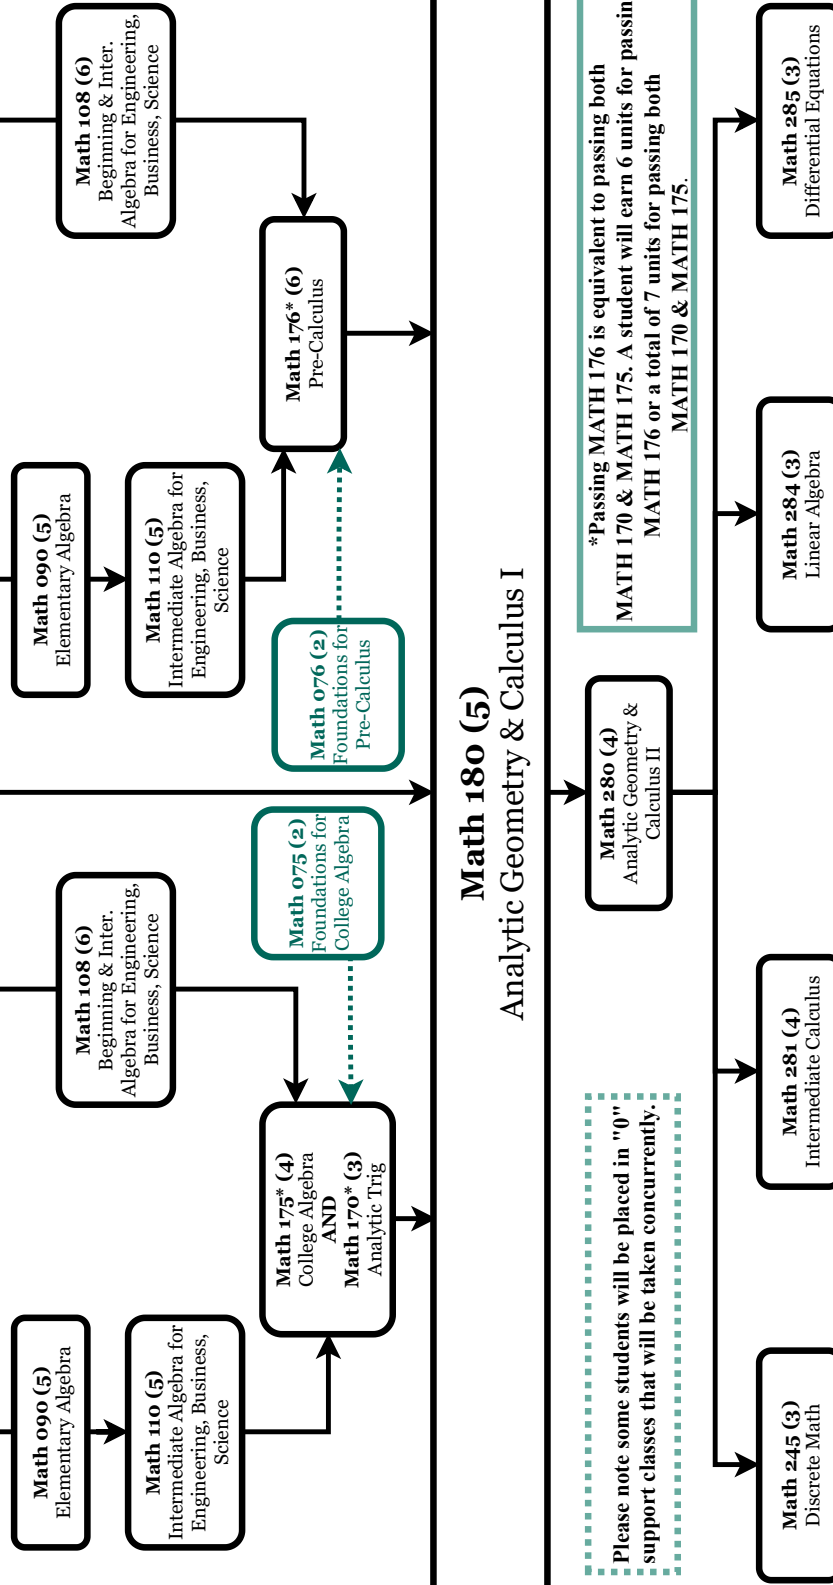 Math 090 (5)
Elementary Algebra
Math 110 (5)
Intermediate Algebra for
Engineering, Business,
Science
Math 108 (6)
Beginning & Inter.
Algebra for Engineering,
Business, Science
Math 175* (4)
College Algebra
AND
Math 170* (3)
Analytic Trig
Math 075 (2)
Foundations for
College Algebra
Math 090 (5)
Elementary Algebra
Math 110 (5)
Intermediate Algebra for
Engineering, Business,
Science
Math 108 (6)
Beginning & Inter.
Algebra for Engineering,
Business, Science
Math 076 (2)
Foundations for
Pre-Calculus
Math 176* (6)
Pre-Calculus
Math 180 (5)
Analytic Geometry & Calculus I
Please note some students will be placed in "0"
support classes that will be taken concurrently.
Math 280 (4)
Analytic Geometry &
Calculus II
*Passing MATH 176 is equivalent to passing both
MATH 170 & MATH 175. A student will earn 6 units for passin
MATH 176 or a total of 7 units for passing both
MATH 170 & MATH 175.
Math 245 (3)
Discrete Math
Math 281 (4)
Intermediate Calculus
Math 284 (3)
Linear Algebra
Math 285 (3)
Differential Equations